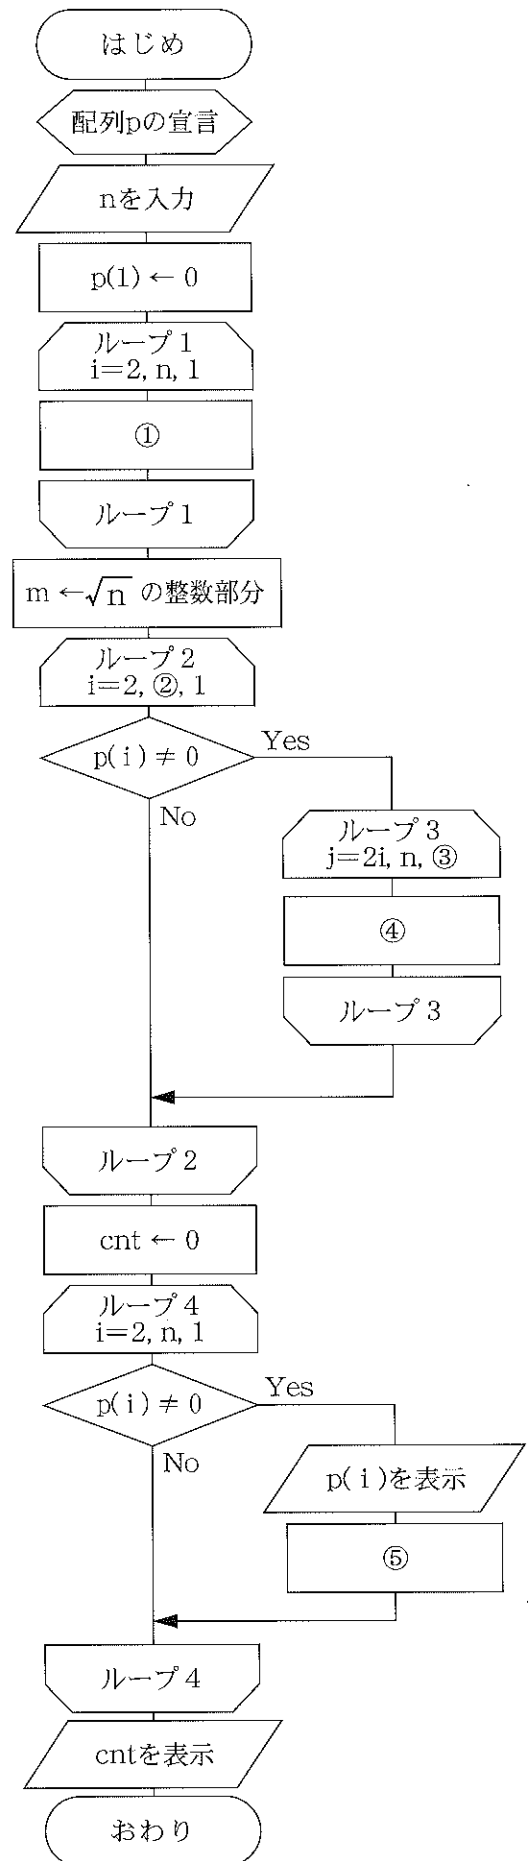 はじめ
配列pの宣言
nを入力
p(1) ← 0
ループ1
i=2, n, 1
①
ループ1
m ←√n の整数部分
ループ2
i=2, ②, 1
p(i) ≠ 0
Yes
No
ループ3
j=2i, n, ③
④
ループ3
ループ2
cnt ← 0
ループ4
i=2, n, 1
p(i) ≠ 0
Yes
No
p(i)を表示
⑤
ループ4
cntを表示
おわり